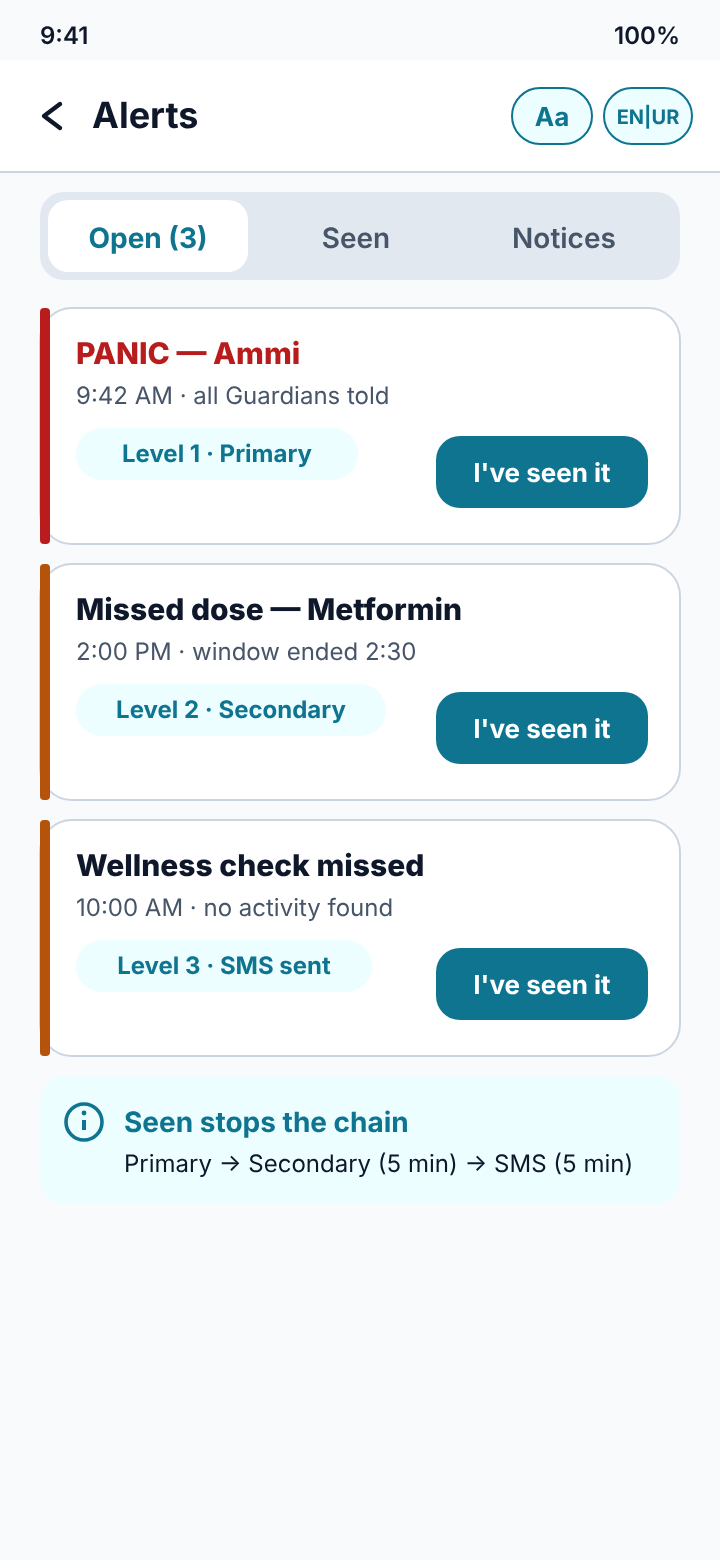 9:41 100%
Alerts Aa EN|UR
Open (3) Seen Notices
PANIC — Ammi
9:42 AM · all Guardians told
Level 1 · Primary
I've seen it
Missed dose — Metformin
2:00 PM · window ended 2:30
Level 2 · Secondary
I've seen it
Wellness check missed
10:00 AM · no activity found
Level 3 · SMS sent
I've seen it
Seen stops the chain
Primary → Secondary (5 min) → SMS (5 min)